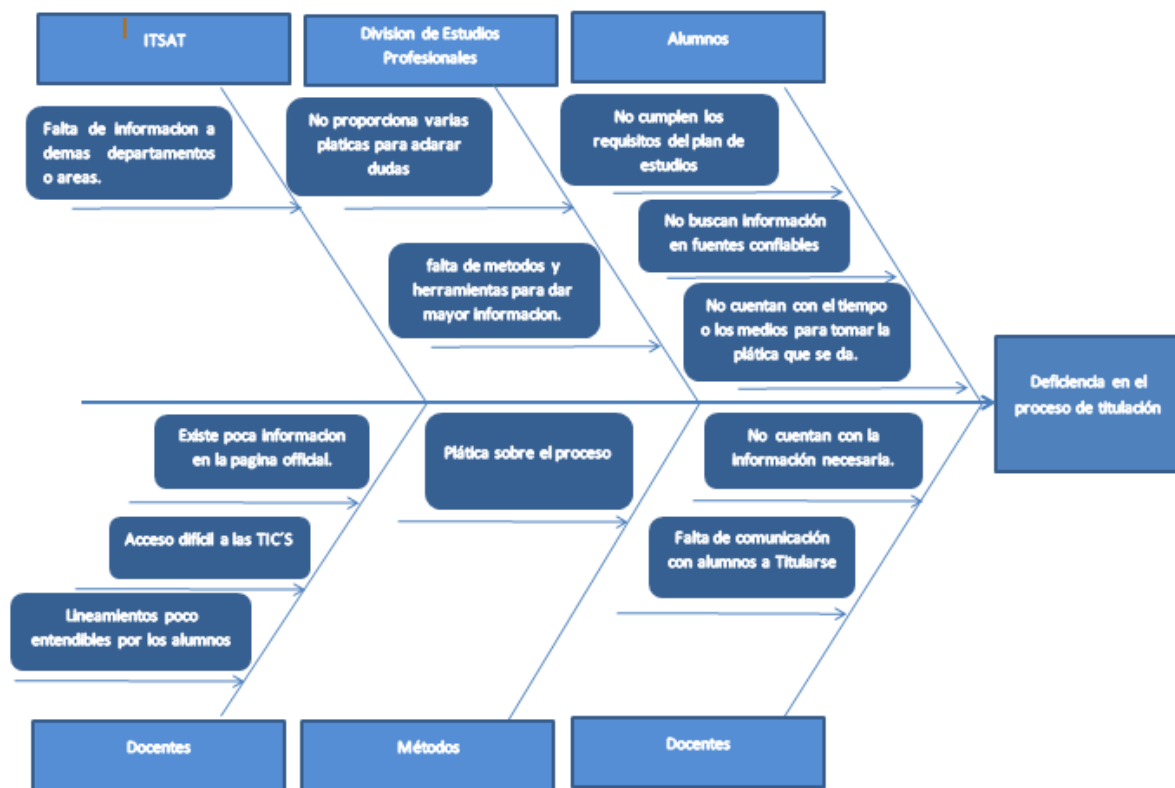 ITSAT
Division de Estudios
Profesionales
Alumnos
Falta de informacion a
demas departamentos
o areas.
No proporciona varias
platicas para aclarar
dudas
No cumplen los
requisitos del plan de
estudios
No buscan información
en fuentes confiables
falta de metodos y
herramientas para dar
mayor informacion.
No cuentan con el tiempo
o los medios para tomar la
plática que se da.
Deficiencia en el
proceso de titulación
Existe poca informacion
en la pagina official.
Plática sobre el proceso
No cuentan con la
información necesaria.
Acceso difícil a las TIC´S
Falta de comunicación
con alumnos a Titularse
Lineamientos poco
entendibles por los alumnos
Docentes
Métodos
Docentes